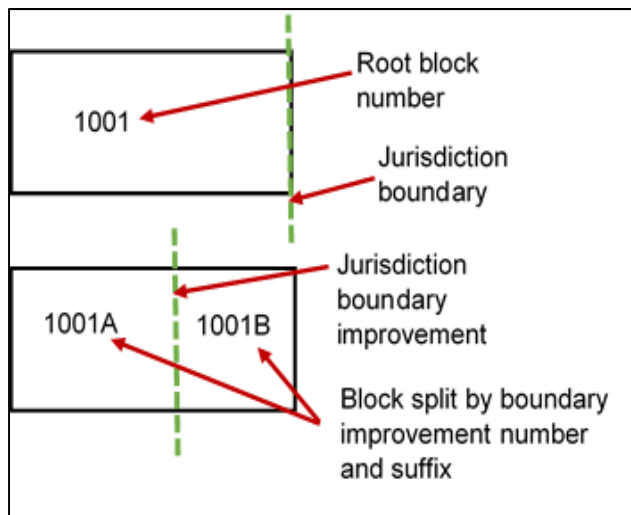 Root block
number
1001
Jurisdiction
boundary
Jurisdiction
boundary
improvement
1001A
1001B
Block split by boundary
improvement number
and suffix